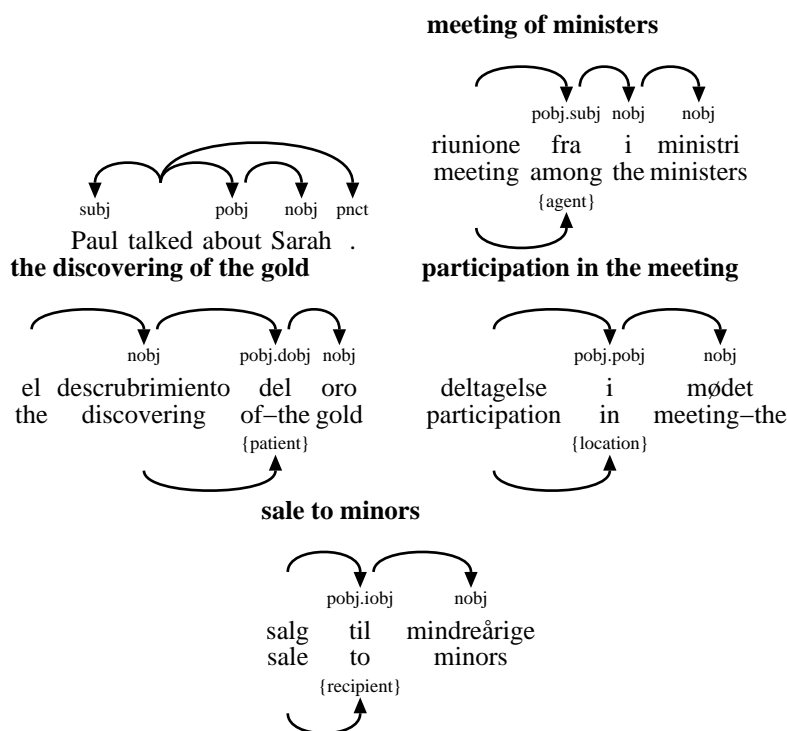 meeting of ministers
pobj.subj nobj nobj
riunione fra i ministri
meeting among the ministers
{agent}
subj pobj nobj pnct
Paul talked about Sarah .
the discovering of the gold
nobj pobj.dobj nobj
el descrubrimiento del oro
the discovering of–the gold
{patient}
participation in the meeting
pobj.pobj nobj
deltagelse i mødet
participation in meeting–the
{location}
sale to minors
pobj.iobj nobj
salg til mindreårige
sale to minors
{recipient}